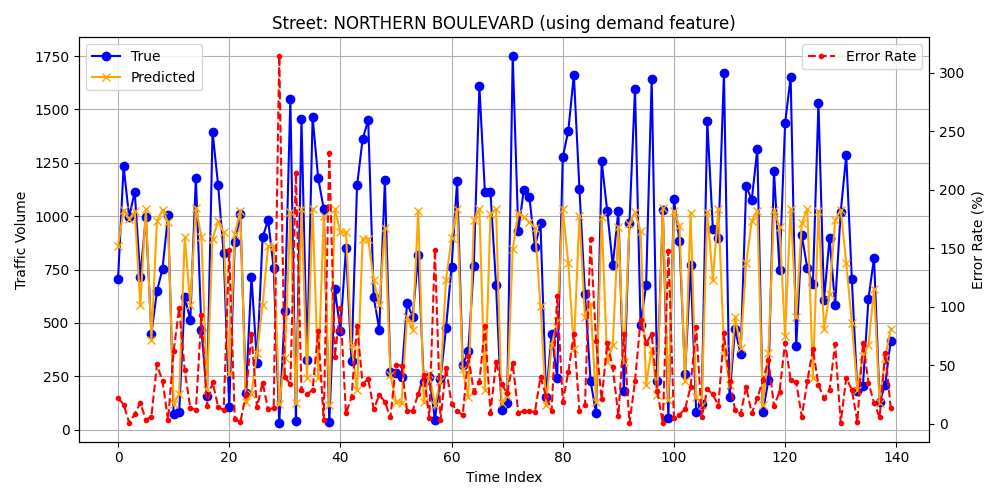 Street: NORTHERN BOULEVARD (using demand feature)
True
Predicted
Error Rate
Traffic Volume
1750
1500
1250
1000
750
500
250
0
300
250
200
150
100
50
0
Error Rate (%)
0 20 40 60 80 100 120 140
Time Index